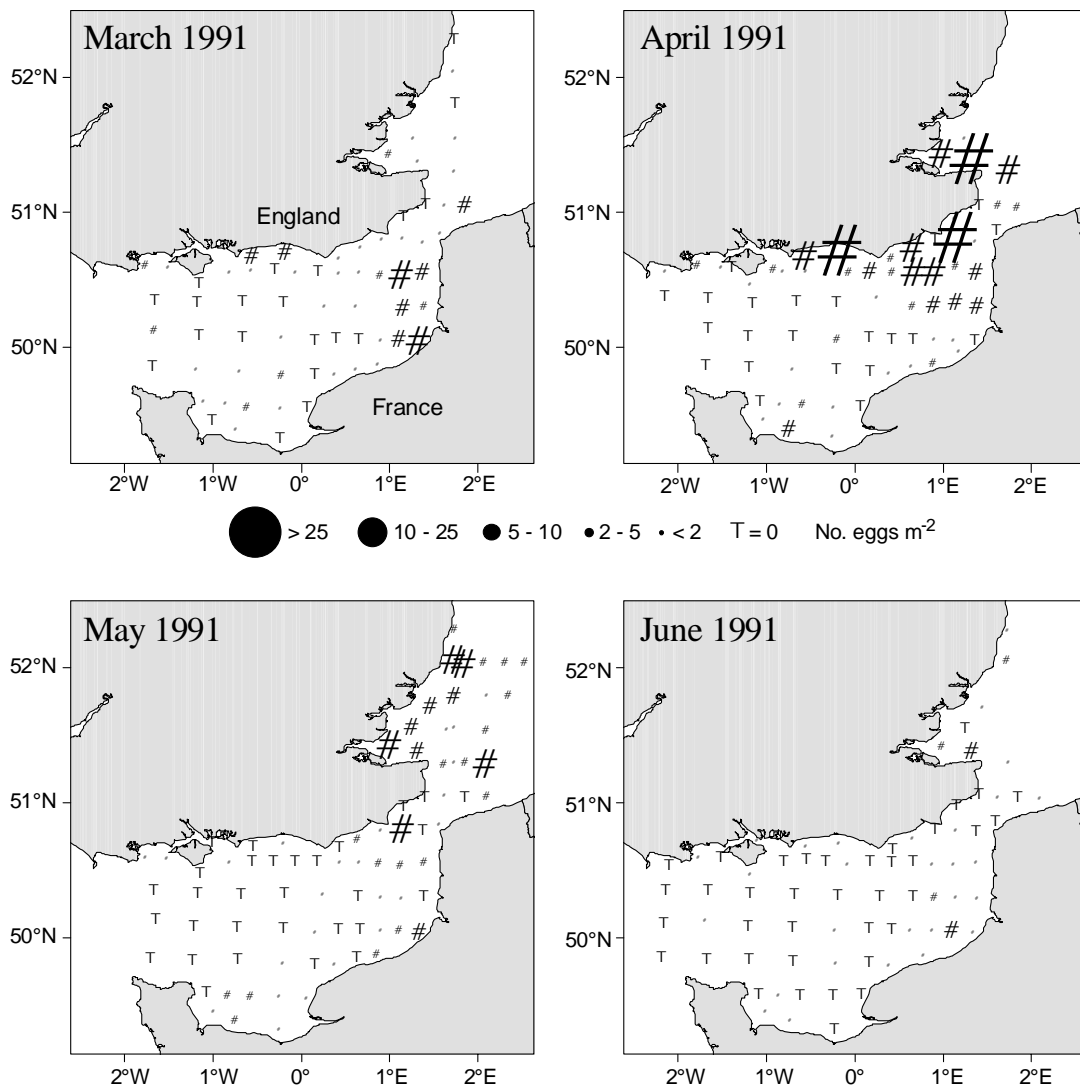 March 1991
April 1991
52°N
51°N
50°N
England
France
52°N
51°N
50°N
2°W 1°W 0° 1°E 2°E
2°W 1°W 0° 1°E 2°E
> 25 10 - 25 5 - 10 2 - 5 < 2 T = 0 No. eggs m-2
May 1991
June 1991
52°N
51°N
50°N
52°N
51°N
50°N
2°W 1°W 0° 1°E 2°E
2°W 1°W 0° 1°E 2°E